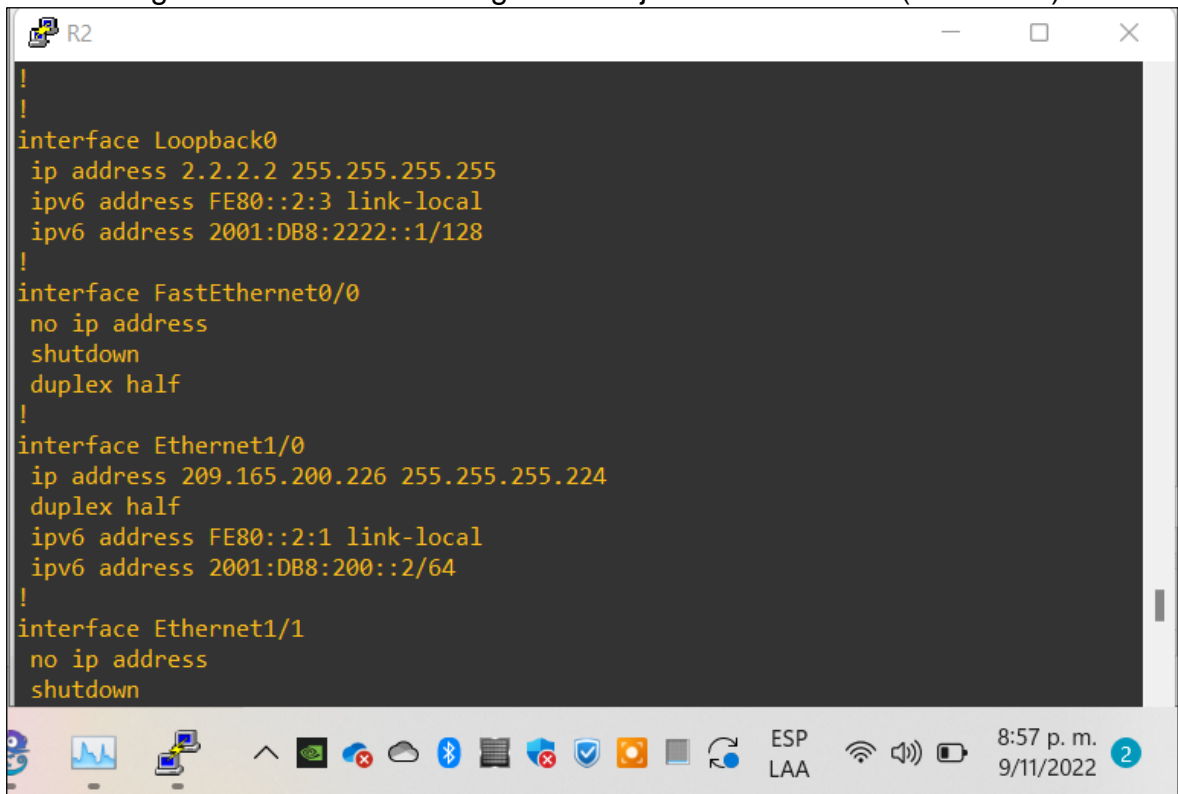 R2
!
!
interface Loopback0
ip address 2.2.2.2 255.255.255.255
ipv6 address FE80::2:3 link-local
ipv6 address 2001:DB8:2222::1/128
!
interface FastEthernet0/0
no ip address
shutdown
duplex half
!
interface Ethernet1/0
ip address 209.165.200.226 255.255.255.224
duplex half
ipv6 address FE80::2:1 link-local
ipv6 address 2001:DB8:200::2/64
!
interface Ethernet1/1
no ip address
shutdown
ESP
LAA
8:57 p. m.
9/11/2022
2